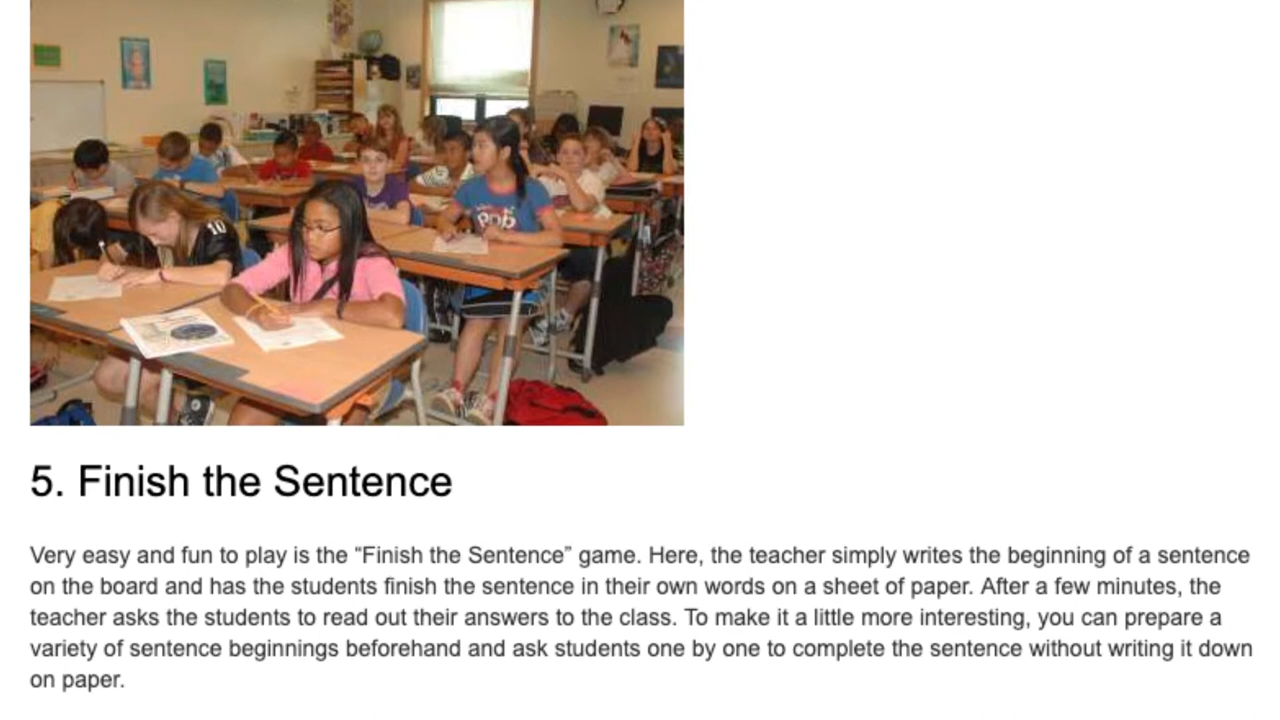 10
5. Finish the Sentence
Very easy and fun to play is the “Finish the Sentence” game. Here, the teacher simply writes the beginning of a sentence
on the board and has the students finish the sentence in their own words on a sheet of paper. After a few minutes, the
teacher asks the students to read out their answers to the class. To make it a little more interesting, you can prepare a
variety of sentence beginnings beforehand and ask students one by one to complete the sentence without writing it down
on paper.